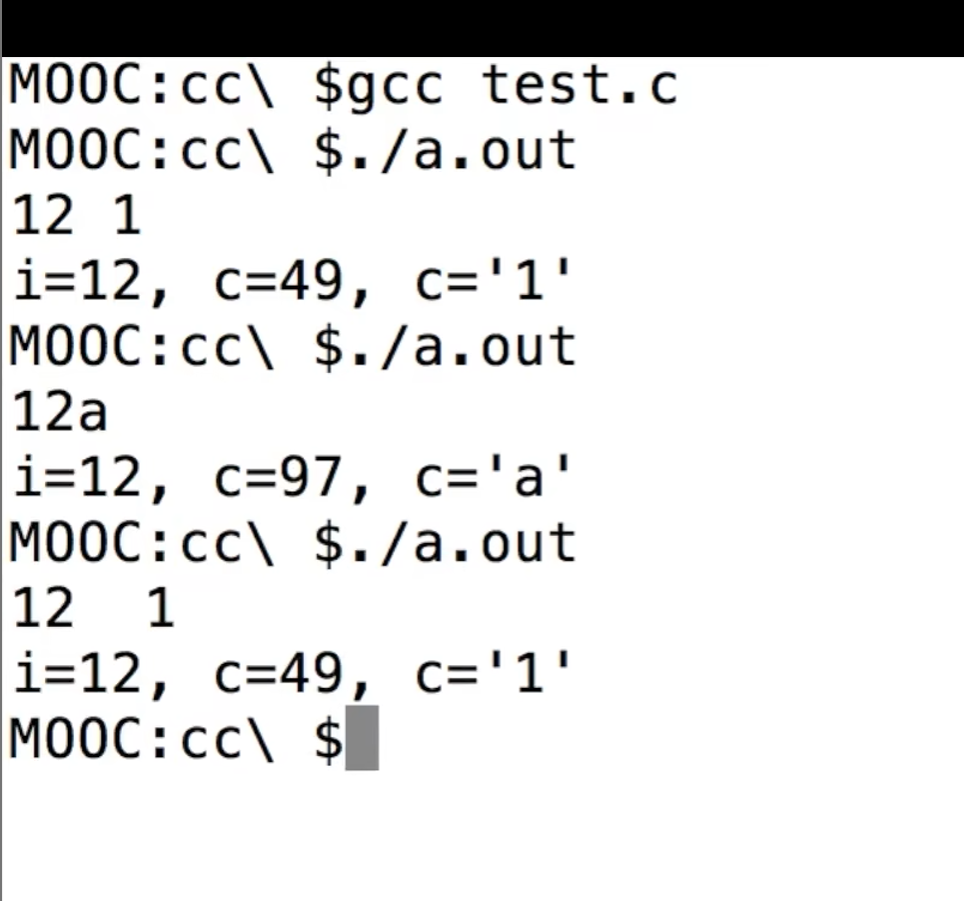 MOOC:cc\ $gcc test.c
MOOC:cc\ $./a.out
12 1
i=12, c=49, c='1'
MOOC:cc\ $./a.out
12a
i=12, c=97, c='a'
MOOC:cc\ $./a.out
12  1
i=12, c=49, c='1'
MOOC:cc\ $